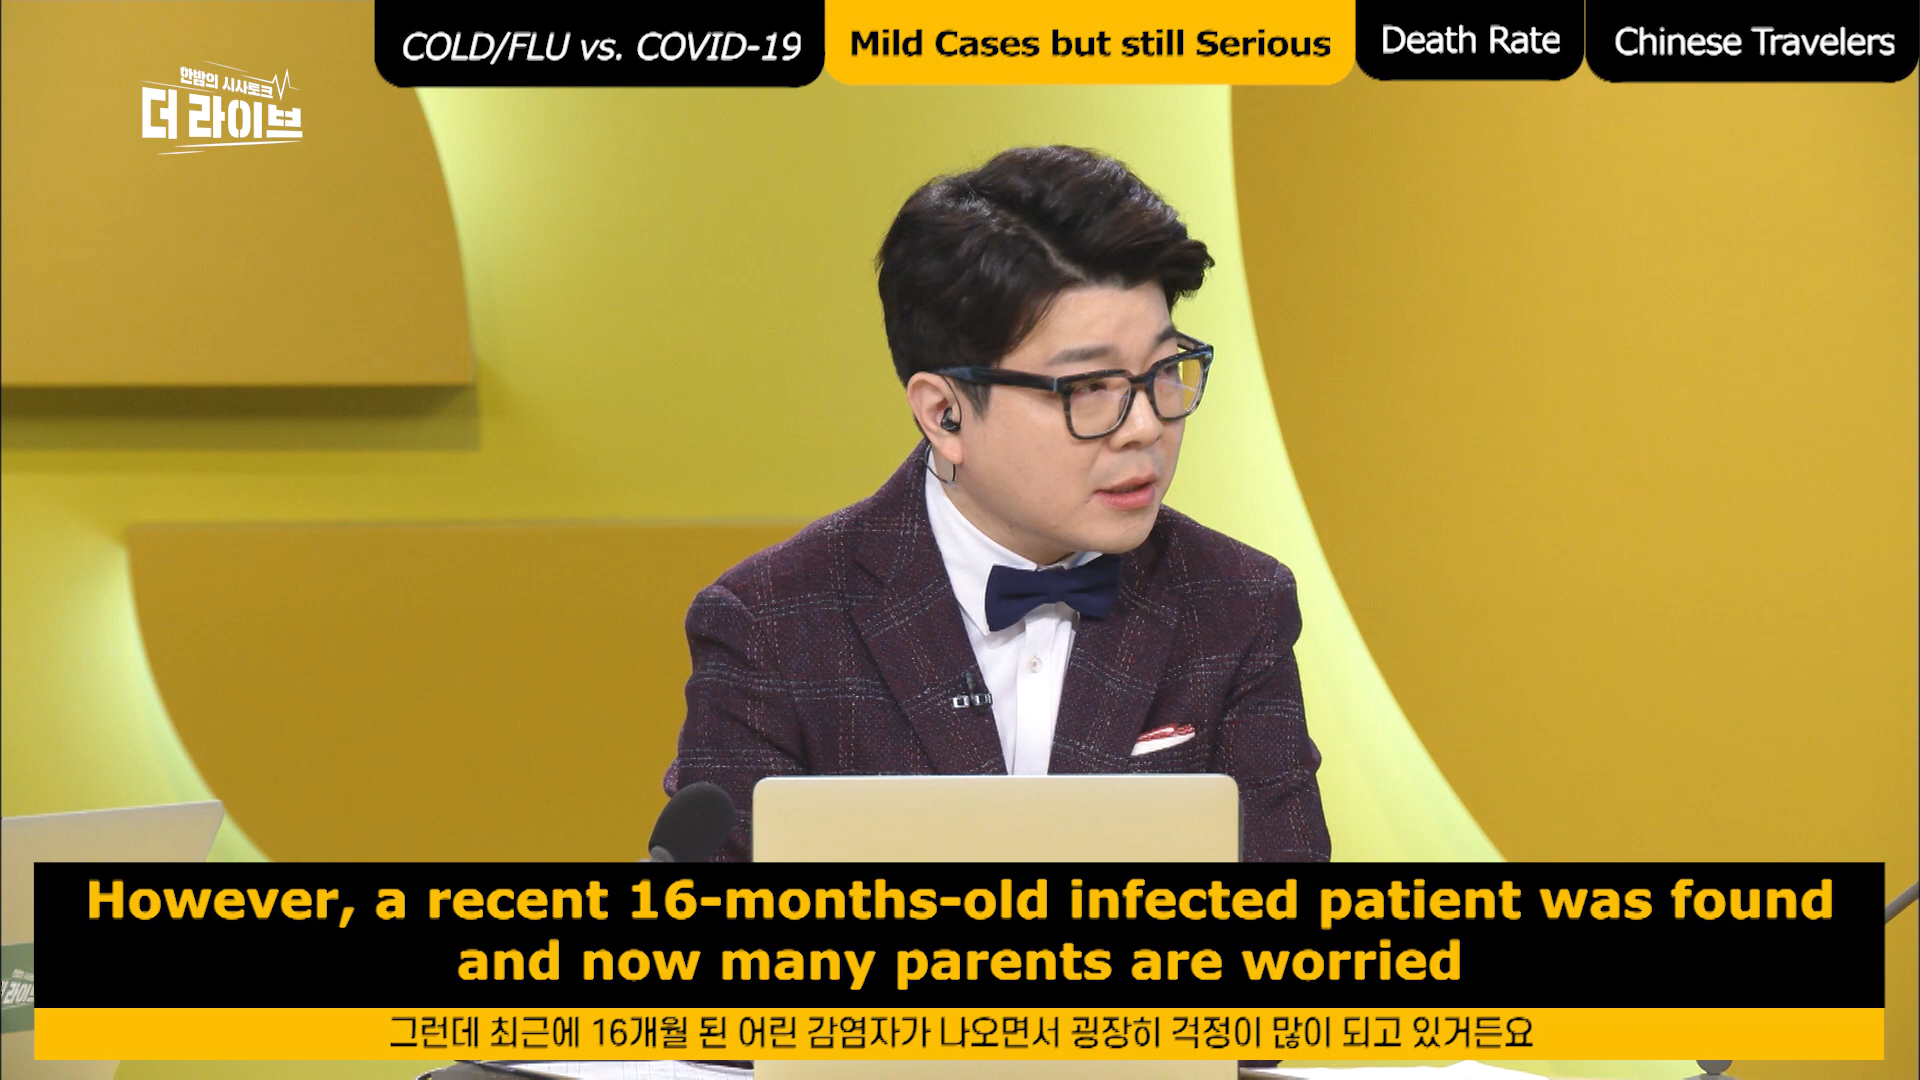 COLD/FLU vs. COVID-19
Mild Cases but still Serious
Death Rate
Chinese Travelers
한밤의 시사토크
더 라이브
However, a recent 16-months-old infected patient was found
and now many parents are worried
그런데 최근에 16개월 된 어린 감염자가 나오면서 굉장히 걱정이 많이 되고 있거든요
라이브